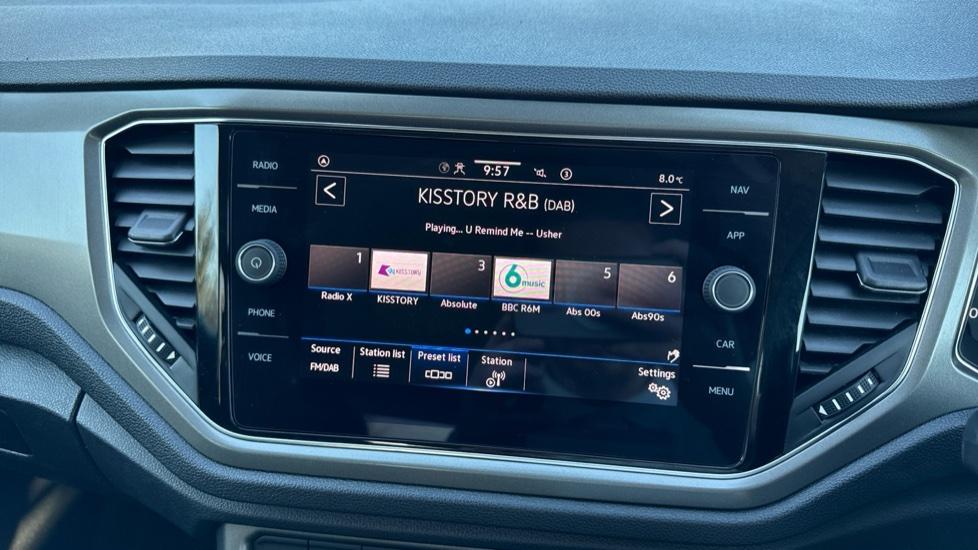 RADIO
MEDIA
PHONE
VOICE
9:57
3
8.0°C
< KISSTORY R&B (DAB) >
Playing... U Remind Me -- Usher
1
KISSTORY
3
6 music
5
6
Radio X
KISSTORY
Absolute
BBC R6M
Abs 00s
Abs90s
Source
FM/DAB
Station list
Preset list
Station
Settings
NAV
APP
CAR
MENU